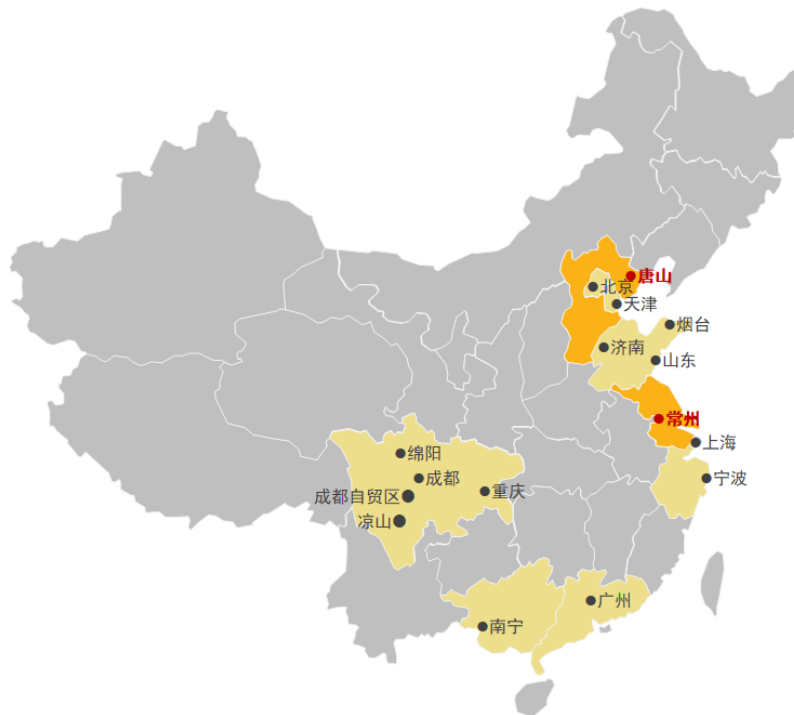 唐山
北京
天津
烟台
济南
山东
常州
上海
绵阳
成都
宁波
重庆
成都自贸区
凉山
广州
南宁